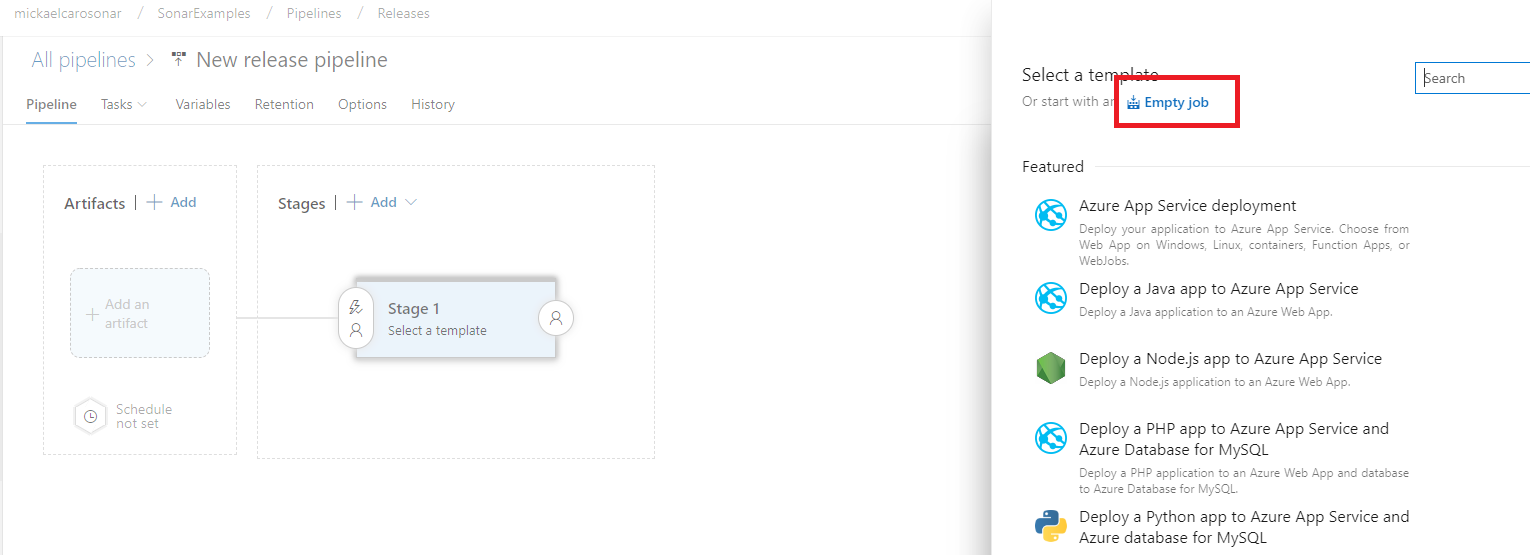 mickaelcarosonar / SonarExamples / Pipelines / Releases
All pipelines > New release pipeline
Pipeline Tasks Variables Retention Options History
Artifacts | + Add
Stages | + Add
+ Add an
artifact
Stage 1
Select a template
Schedule
not set
Select a template
Search
Or start with an Empty job
Featured
Azure App Service deployment
Deploy your application to Azure App Service. Choose from
Web App on Windows, Linux, containers, Function Apps, or
WebJobs.
Deploy a Java app to Azure App Service
Deploy a Java application to an Azure Web App.
Deploy a Node.js app to Azure App Service
Deploy a Node.js application to an Azure Web App.
Deploy a PHP app to Azure App Service and
Azure Database for MySQL
Deploy a PHP application to an Azure Web App and database
to Azure Database for MySQL.
Deploy a Python app to Azure App Service and
Azure database for MySQL